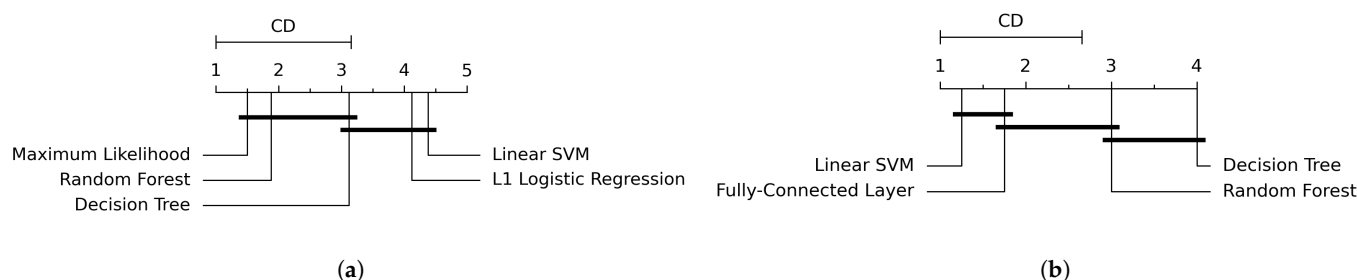 CD
1 2 3 4 5
Maximum Likelihood
Random Forest
Decision Tree
Linear SVM
L1 Logistic Regression
(a)
CD
1 2 3 4
Linear SVM
Fully-Connected Layer
Decision Tree
Random Forest
(b)